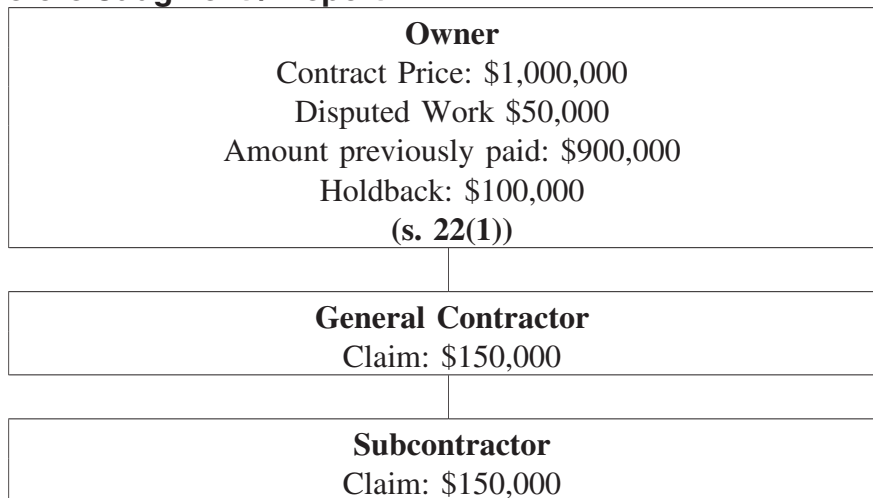 Owner
Contract Price: $1,000,000
Disputed Work $50,000
Amount previously paid: $900,000
Holdback: $100,000
(s. 22(1))
General Contractor
Claim: $150,000
Subcontractor
Claim: $150,000